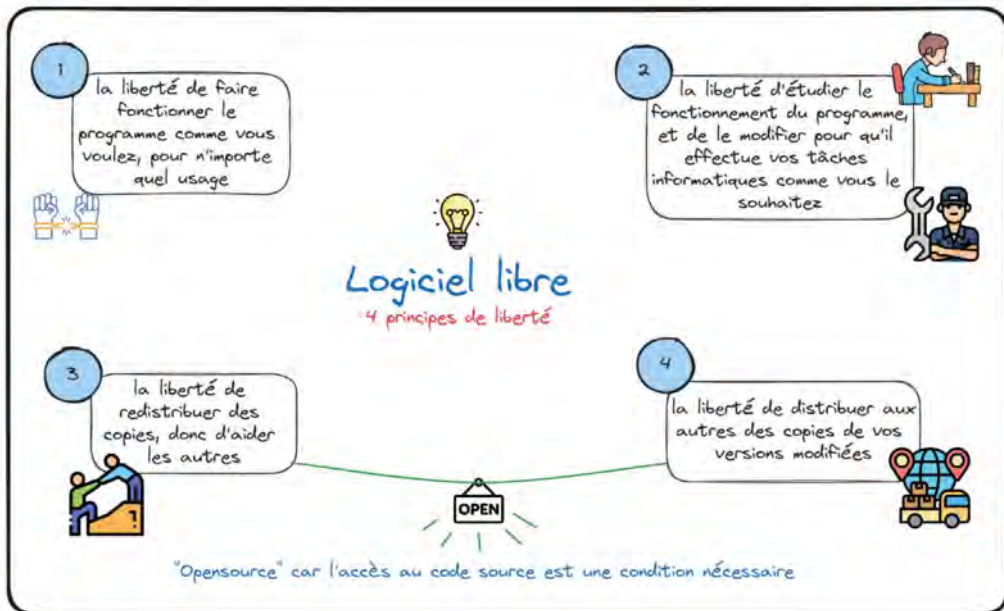 1
la liberté de faire
fonctionner le
programme comme vous
voulez, pour n'importe
quel usage
2
la liberté d'étudier le
fonctionnement du programme,
et de le modifier pour qu'il
effectue vos tâches
informatiques comme vous le
souhaitez
Logiciel libre
4 principes de liberté
3
la liberté de
redistribuer des
copies, donc d'aider
les autres
4
la liberté de distribuer aux
autres des copies de vos
versions modifiées
OPEN
"Opensource" car l'accès au code source est une condition nécessaire